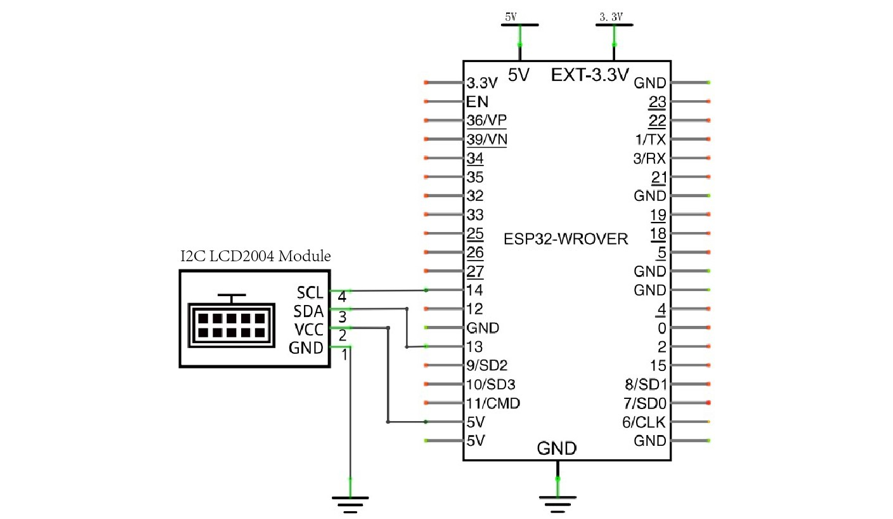 5V
3.3V
5V
EXT-3.3V
3.3V
EN
36/VP
39/VN
34
35
32
33
25
26
27
14
12
GND
13
9/SD2
10/SD3
11/CMD
5V
5V
GND
23
22
1/TX
3/RX
21
GND
19
18
5
GND
GND
4
0
2
15
8/SD1
7/SD0
6/CLK
GND
ESP32-WROVER
GND
I2C LCD2004 Module
SCL 4
SDA 3
VCC 2
GND 1